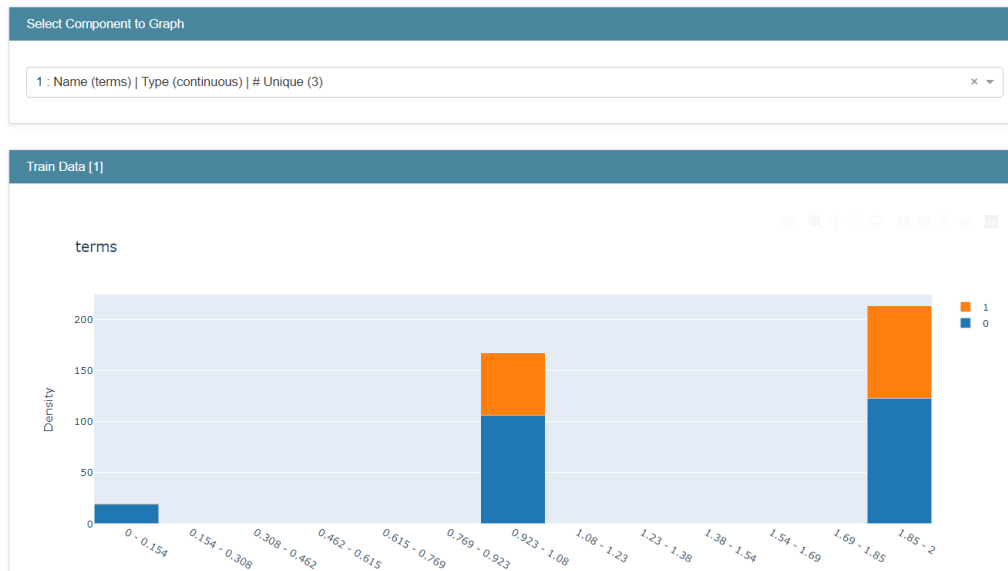 Select Component to Graph
1 : Name (terms) | Type (continuous) | # Unique (3)
×
Train Data [1]
terms
1
0
Density
200
150
100
50
0
0 - 0.154
0.154 - 0.308
0.308 - 0.462
0.462 - 0.615
0.615 - 0.769
0.769 - 0.923
0.923 - 1.08
1.08 - 1.23
1.23 - 1.38
1.38 - 1.54
1.54 - 1.69
1.69 - 1.85
1.85 - 2